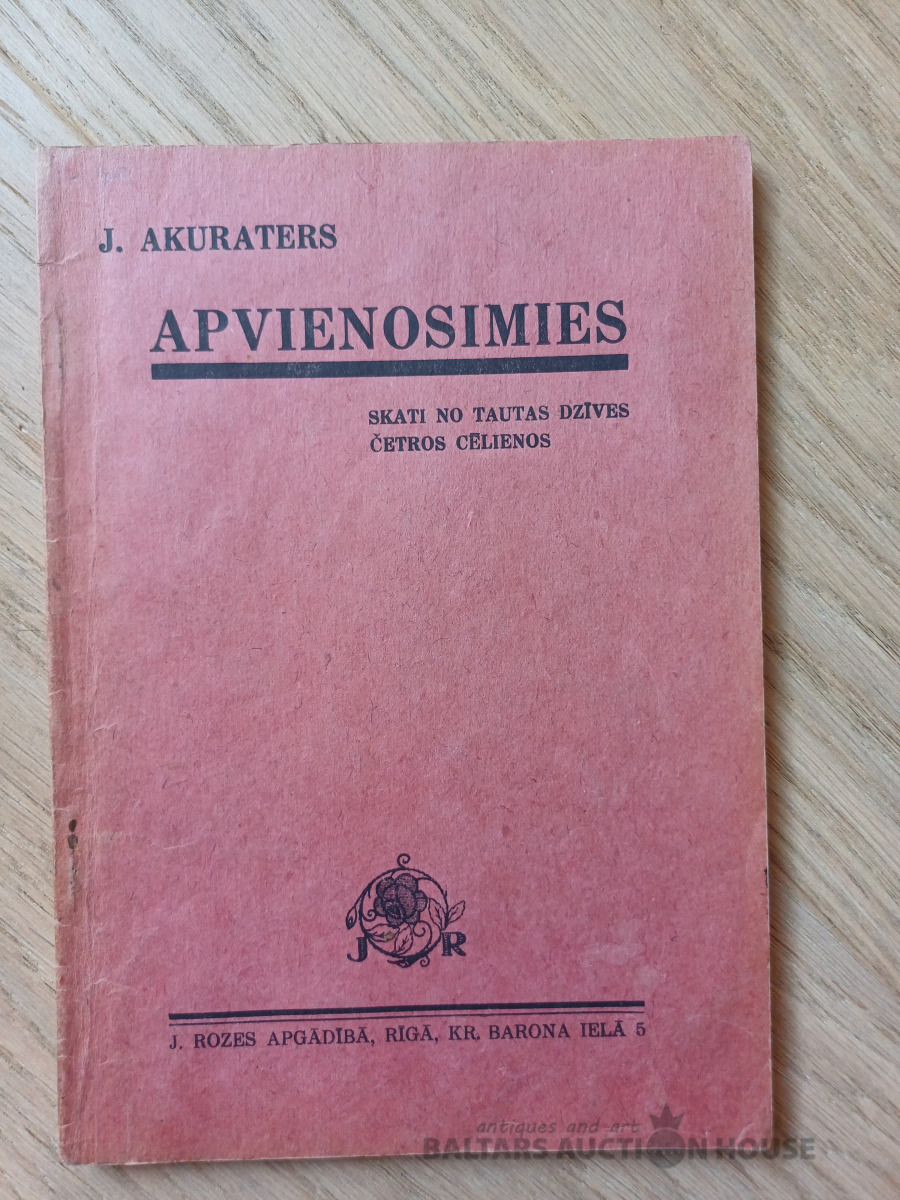 J. AKURATERS
APVIENOSIMIES
SKATI NO TAUTAS DZĪVES
ČETROS CĒLIENOS
J R
J. ROZES APGĀDĪBĀ, RĪGĀ, KR. BARONA IELĀ 5
antiques and art
BALTARS AUCTION HOUSE